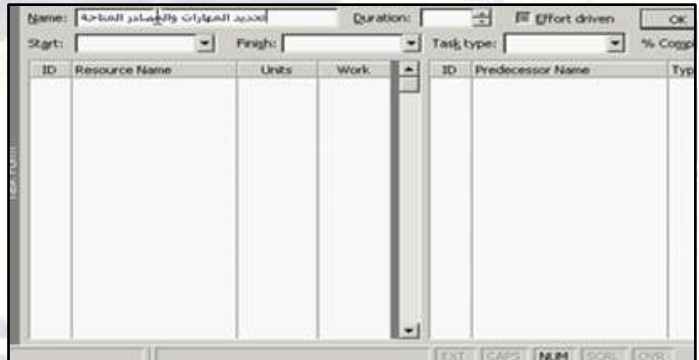 Name: تحديد المهارات والمصادر المتاحة Duration: Effort driven OK
Start: Finish: Task type: % Comp
ID Resource Name Units Work ID Predecessor Name Typ
EXT CAPS NUM SCRL OVR